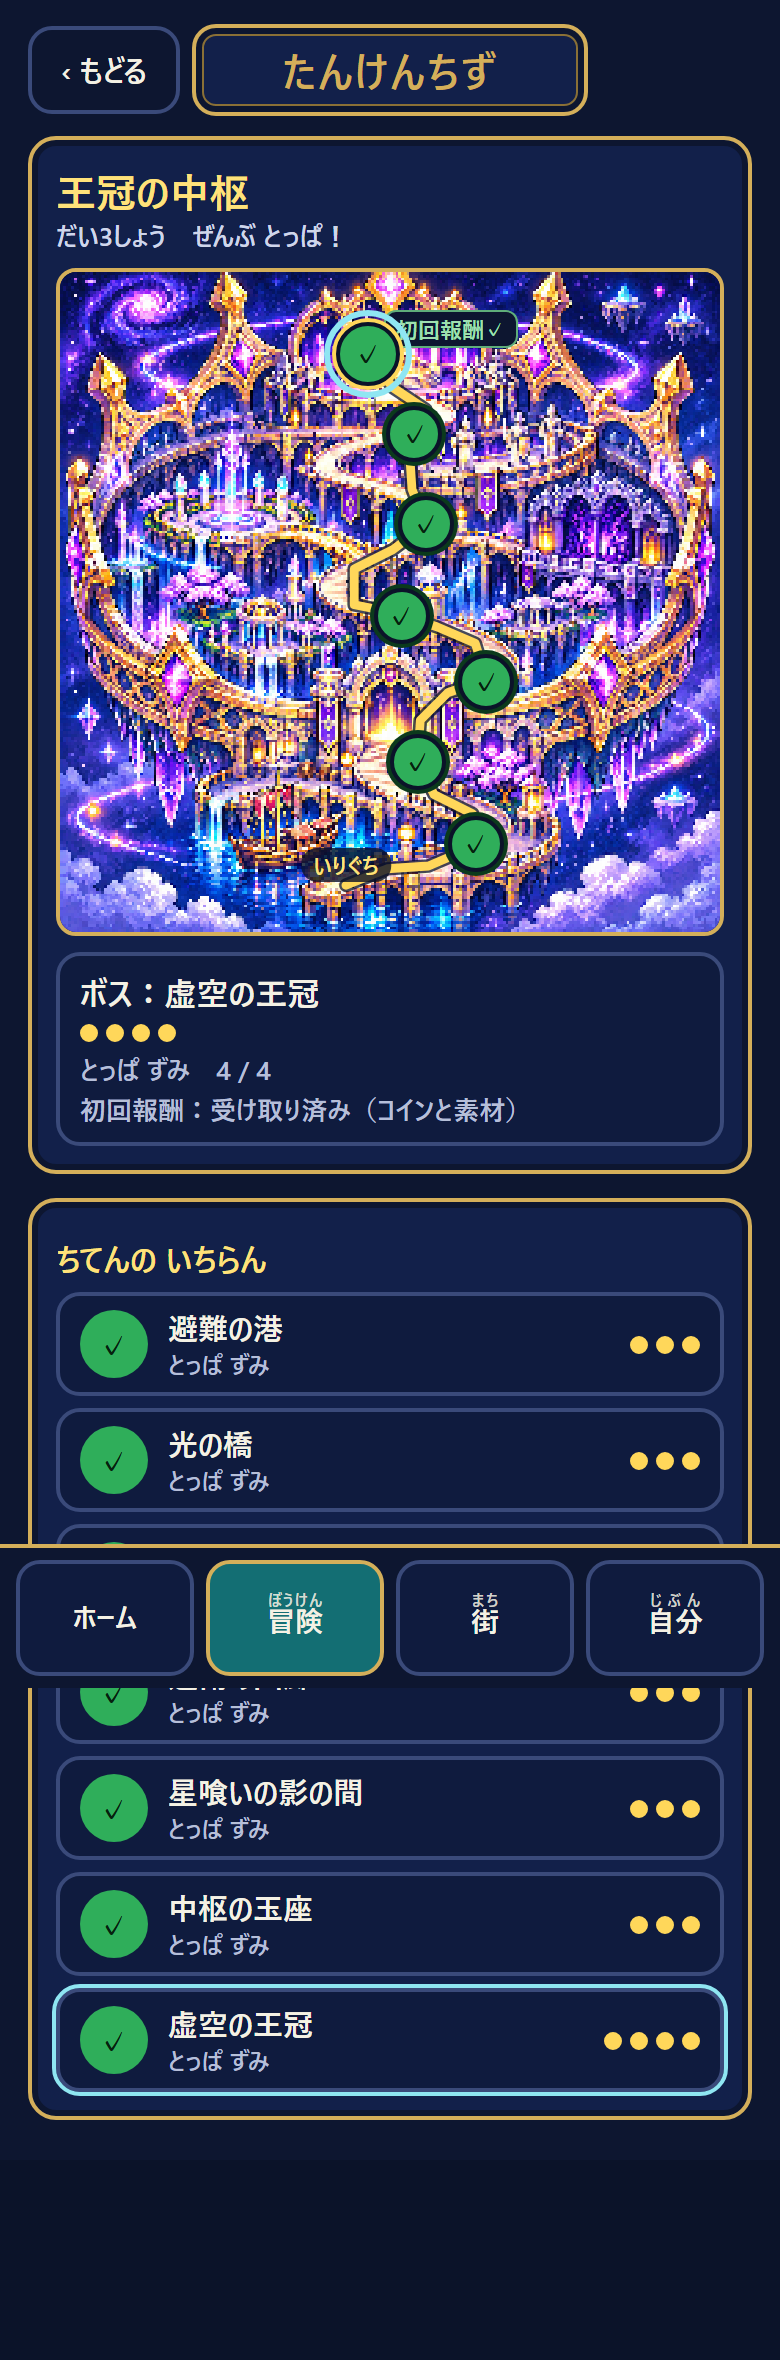 ‹ もどる
たんけんちず
王冠の中枢
だい3しょう ぜんぶ とっぱ！
初回報酬✓
いりぐち
ボス：虚空の王冠
とっぱ ずみ 4 / 4
初回報酬：受け取り済み（コインと素材）
ちてんの いちらん
避難の港
とっぱ ずみ
光の橋
とっぱ ずみ
ホーム
ぼうけん
冒険
まち
街
じぶん
自分
とっぱ ずみ
星喰いの影の間
とっぱ ずみ
中枢の玉座
とっぱ ずみ
虚空の王冠
とっぱ ずみ